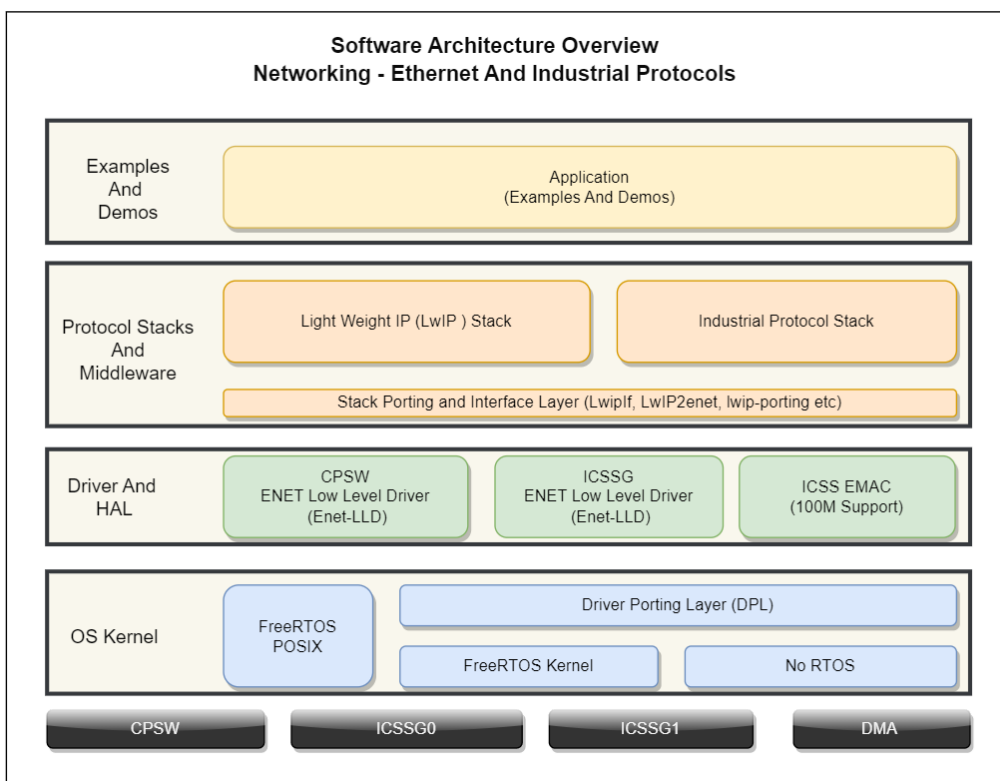 Software Architecture Overview
Networking - Ethernet And Industrial Protocols
Examples
And
Demos
Application
(Examples And Demos)
Protocol Stacks
And
Middleware
Light Weight IP (LwIP ) Stack
Industrial Protocol Stack
Stack Porting and Interface Layer (LwipIf, LwIP2enet, lwip-porting etc)
Driver And
HAL
CPSW
ENET Low Level Driver
(Enet-LLD)
ICSSG
ENET Low Level Driver
(Enet-LLD)
ICSS EMAC
(100M Support)
OS Kernel
FreeRTOS
POSIX
Driver Porting Layer (DPL)
FreeRTOS Kernel
No RTOS
CPSW
ICSSG0
ICSSG1
DMA